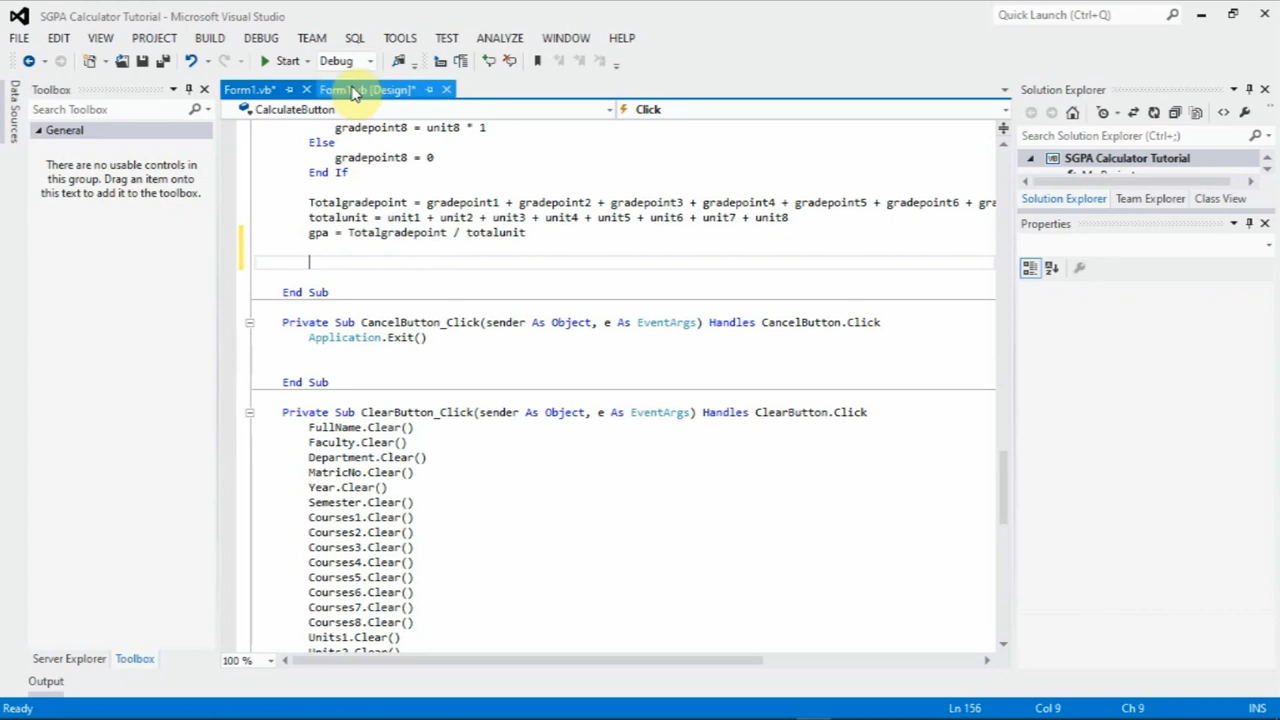 SGPA Calculator Tutorial - Microsoft Visual Studio
Quick Launch (Ctrl+Q)
FILE EDIT VIEW PROJECT BUILD DEBUG TEAM SQL TOOLS TEST ANALYZE WINDOW HELP
Start Debug
Data Sources
Toolbox
Search Toolbox
General
There are no usable controls in
this group. Drag an item onto
this text to add it to the toolbox.
Server Explorer Toolbox
Form1.vb* [Design]*
CalculateButton Click
gradepoint8 = unit8 * 1
Else
gradepoint8 = 0
End If
Totalgradepoint = gradepoint1 + gradepoint2 + gradepoint3 + gradepoint4 + gradepoint5 + gradepoint6 + gra
totalunit = unit1 + unit2 + unit3 + unit4 + unit5 + unit6 + unit7 + unit8
gpa = Totalgradepoint / totalunit
End Sub
Private Sub CancelButton_Click(sender As Object, e As EventArgs) Handles CancelButton.Click
Application.Exit()
End Sub
Private Sub ClearButton_Click(sender As Object, e As EventArgs) Handles ClearButton.Click
FullName.Clear()
Faculty.Clear()
Department.Clear()
MatricNo.Clear()
Year.Clear()
Semester.Clear()
Courses1.Clear()
Courses2.Clear()
Courses3.Clear()
Courses4.Clear()
Courses5.Clear()
Courses6.Clear()
Courses7.Clear()
Courses8.Clear()
Units1.Clear()
100 %
Solution Explorer
Search Solution Explorer (Ctrl+;)
SGPA Calculator Tutorial
Solution Explorer Team Explorer Class View
Properties
Output
Ready Ln 156 Col 9 Ch 9 INS